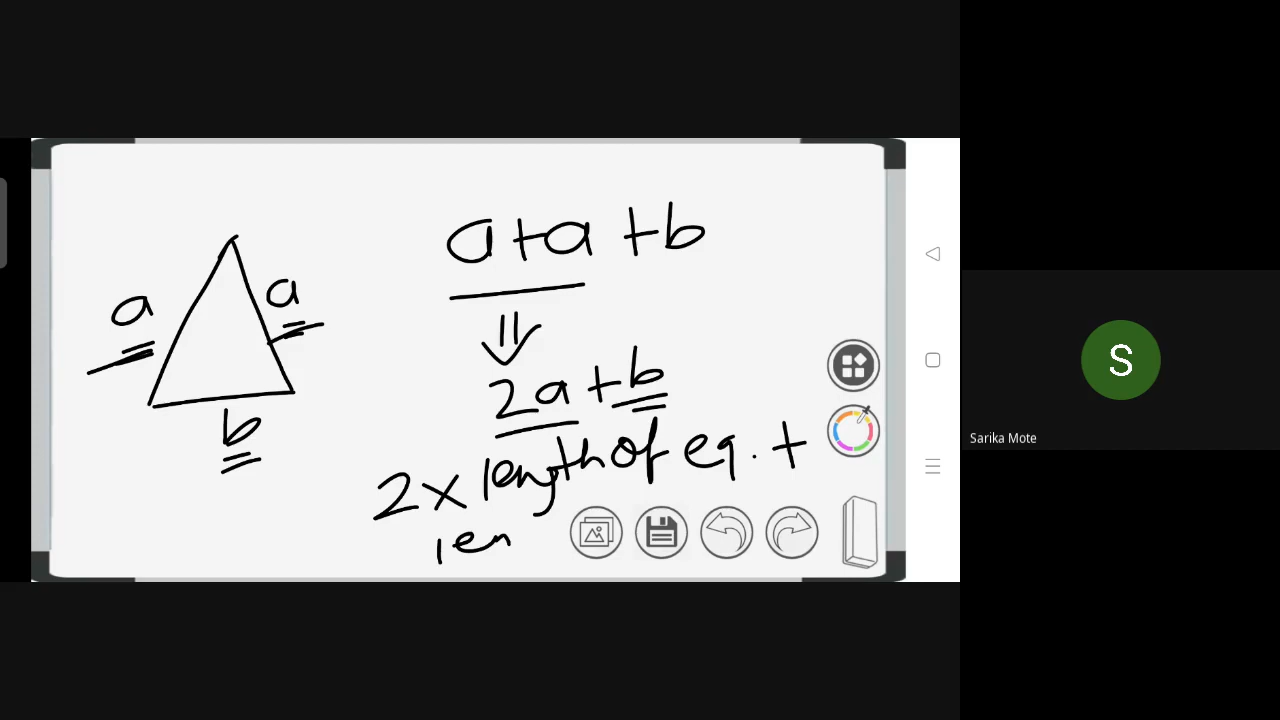 a+a+b
a
a
⇓
2a+b
b
2× length of eq. +
len
S
Sarika Mote